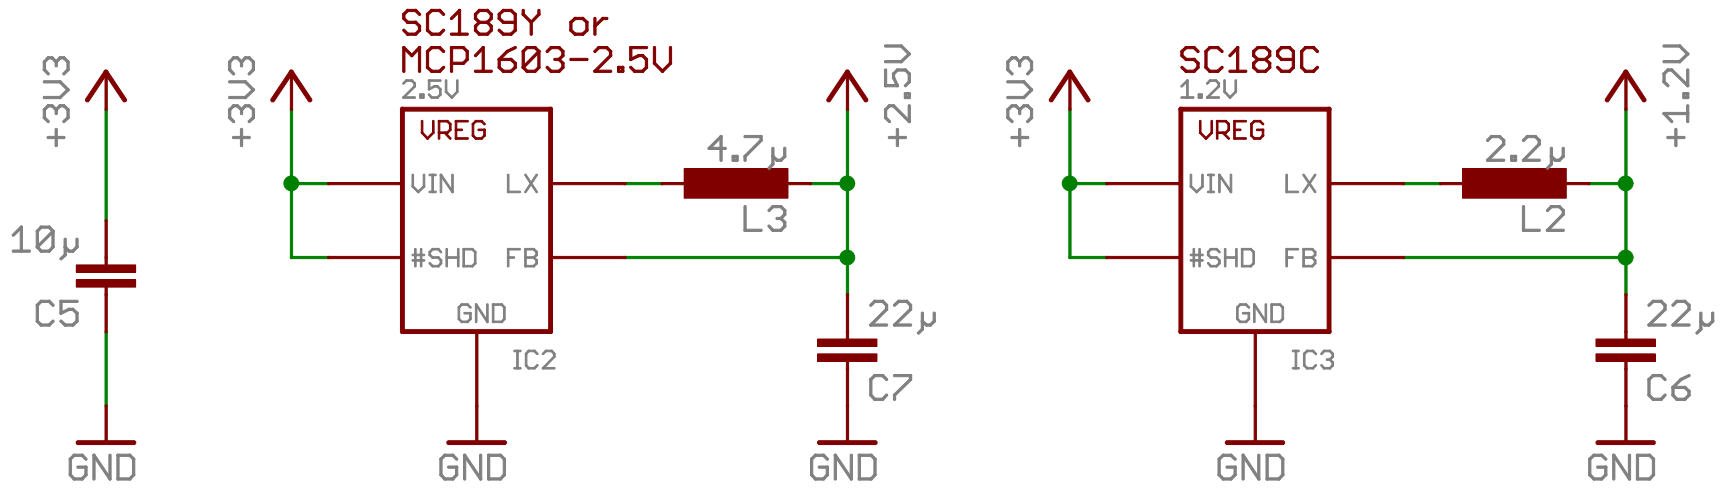 +3V3
10µ
C5
GND
+3V3
SC189Y or
MCP1603-2.5V
2.5V
VREG
VIN
LX
#SHD
FB
GND
IC2
GND
4.7µ
L3
+2.5V
22µ
C7
GND
+3V3
SC189C
1.2V
VREG
VIN
LX
#SHD
FB
GND
IC3
GND
2.2µ
L2
+1.2V
22µ
C6
GND